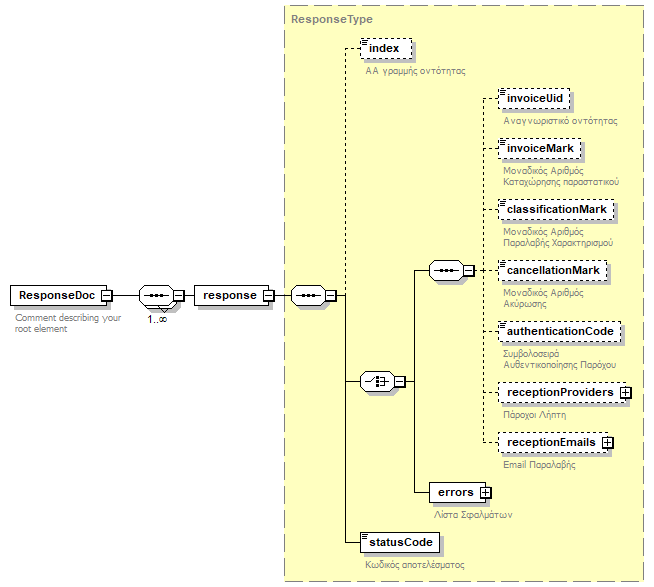 ResponseType
index
ΑΑ γραμμής οντότητας
invoiceUid
Αναγνωριστικό οντότητας
invoiceMark
Μοναδικός Αριθμός
Καταχώρησης παραστατικού
classificationMark
Μοναδικός Αριθμός
Παραλαβής Χαρακτηρισμού
cancellationMark
Μοναδικός Αριθμός
Ακύρωσης
ResponseDoc
Comment describing your
root element
1..∞
response
authenticationCode
Συμβολοσειρά
Αυθεντικοποίησης Παρόχου
receptionProviders
Πάροχοι Λήπτη
receptionEmails
Email Παραλαβής
errors
Λίστα Σφαλμάτων
statusCode
Κωδικός αποτελέσματος